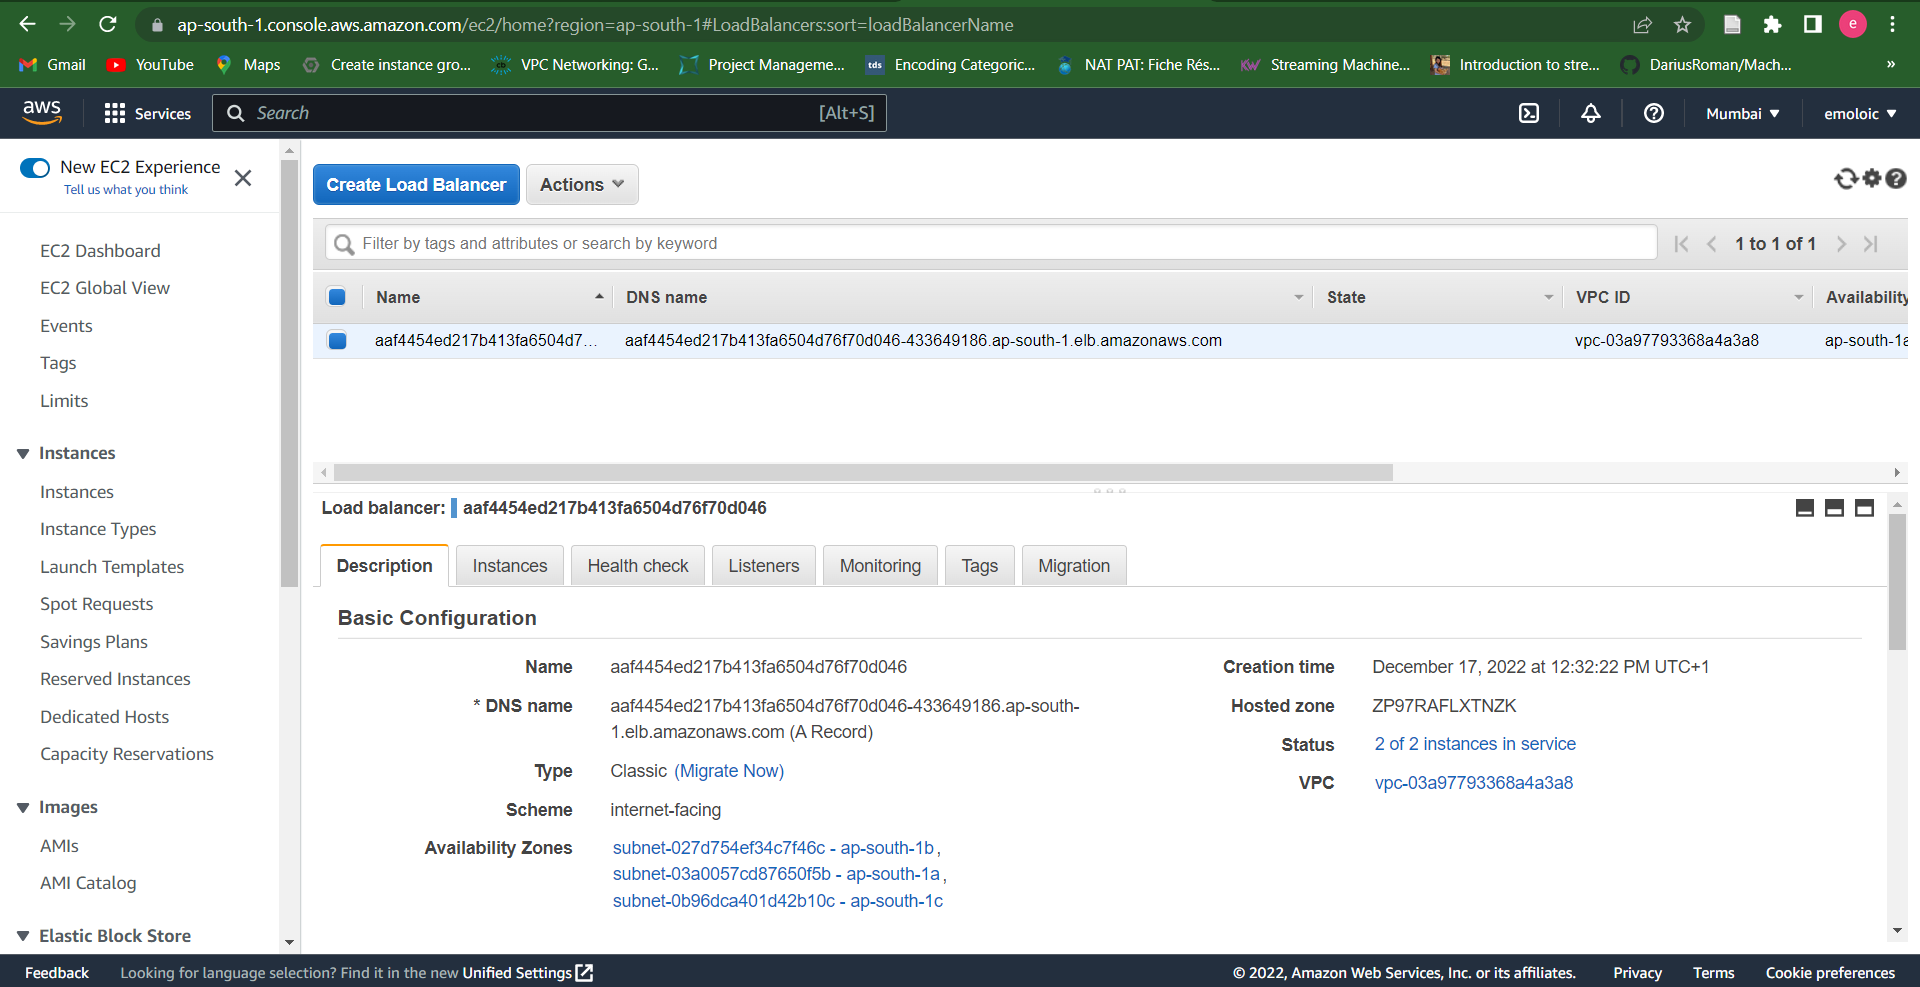 ap-south-1.console.aws.amazon.com/ec2/home?region=ap-south-1#LoadBalancers:sort=loadBalancerName
e
Gmail YouTube Maps Create instance gro... VPC Networking: G... Project Manageme... tds Encoding Categoric... NAT PAT: Fiche Rés... KW Streaming Machine... Introduction to stre... DariusRoman/Mach... »
aws Services Search [Alt+S] Mumbai ▼ emoloic ▼
New EC2 Experience
Tell us what you think
EC2 Dashboard
EC2 Global View
Events
Tags
Limits
Instances
Instances
Instance Types
Launch Templates
Spot Requests
Savings Plans
Reserved Instances
Dedicated Hosts
Capacity Reservations
Images
AMIs
AMI Catalog
Elastic Block Store
Create Load Balancer Actions
Filter by tags and attributes or search by keyword 1 to 1 of 1
Name DNS name State VPC ID Availability
aaf4454ed217b413fa6504d7... aaf4454ed217b413fa6504d76f70d046-433649186.ap-south-1.elb.amazonaws.com vpc-03a97793368a4a3a8 ap-south-1a
Load balancer: aaf4454ed217b413fa6504d76f70d046
Description Instances Health check Listeners Monitoring Tags Migration
Basic Configuration
Name aaf4454ed217b413fa6504d76f70d046
* DNS name aaf4454ed217b413fa6504d76f70d046-433649186.ap-south-
1.elb.amazonaws.com (A Record)
Type Classic (Migrate Now)
Scheme internet-facing
Availability Zones subnet-027d754ef34c7f46c - ap-south-1b,
subnet-03a0057cd87650f5b - ap-south-1a,
subnet-0b96dca401d42b10c - ap-south-1c
Creation time December 17, 2022 at 12:32:22 PM UTC+1
Hosted zone ZP97RAFLXTNZK
Status 2 of 2 instances in service
VPC vpc-03a97793368a4a3a8
Feedback Looking for language selection? Find it in the new Unified Settings © 2022, Amazon Web Services, Inc. or its affiliates. Privacy Terms Cookie preferences